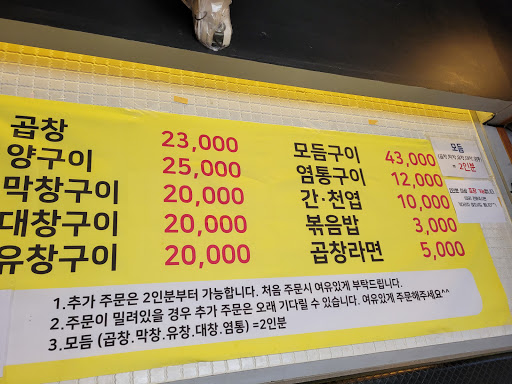 곱창 23,000
양구이 25,000
막창구이 20,000
대창구이 20,000
유창구이 20,000
모듬구이 43,000
염통구이 12,000
간·천엽 10,000
볶음밥 3,000
곱창라면 5,000
모듬
= 2인분
1.추가 주문은 2인분부터 가능합니다. 처음 주문시 여유있게 부탁드립니다.
2.주문이 밀려있을 경우 추가 주문은 오래 기다릴 수 있습니다. 여유있게 주문해주세요^^
3.모듬 (곱창.막창.유창.대창.염통) =2인분